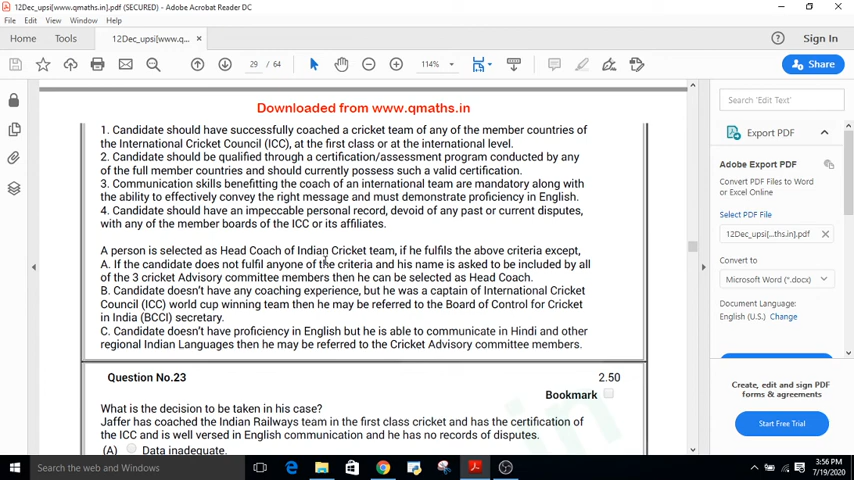 12Dec_upsi[www.qmaths.in].pdf (SECURED) - Adobe Acrobat Reader DC
File Edit View Window Help
Home Tools 12Dec_upsi[www.q... × Sign In
29 / 64 114% Share
Downloaded from www.qmaths.in
1. Candidate should have successfully coached a cricket team of any of the member countries of
the International Cricket Council (ICC), at the first class or at the international level.
2. Candidate should be qualified through a certification/assessment program conducted by any
of the full member countries and should currently possess such a valid certification.
3. Communication skills benefitting the coach of an international team are mandatory along with
the ability to effectively convey the right message and must demonstrate proficiency in English.
4. Candidate should have an impeccable personal record, devoid of any past or current disputes,
with any of the member boards of the ICC or its affiliates.
A person is selected as Head Coach of Indian Cricket team, if he fulfils the above criteria except,
A. If the candidate does not fulfil anyone of the criteria and his name is asked to be included by all
of the 3 cricket Advisory committee members then he can be selected as Head Coach.
B. Candidate doesn't have any coaching experience, but he was a captain of International Cricket
Council (ICC) world cup winning team then he may be referred to the Board of Control for Cricket
in India (BCCI) secretary.
C. Candidate doesn't have proficiency in English but he is able to communicate in Hindi and other
regional Indian Languages then he may be referred to the Cricket Advisory committee members.
Question No.23 2.50
Bookmark
What is the decision to be taken in his case?
Jaffer has coached the Indian Railways team in the first class cricket and has the certification of
the ICC and is well versed in English communication and he has no records of disputes.
(A) Data inadequate.
Search 'Edit Text'
Export PDF
Adobe Export PDF
Convert PDF Files to Word
or Excel Online
Select PDF File
12Dec_upsi[...ths.in].pdf
Convert to
Microsoft Word (*.docx)
Document Language:
English (U.S.) Change
Create, edit and sign PDF
forms & agreements
Start Free Trial
Search the web and Windows
3:56 PM
7/19/2020